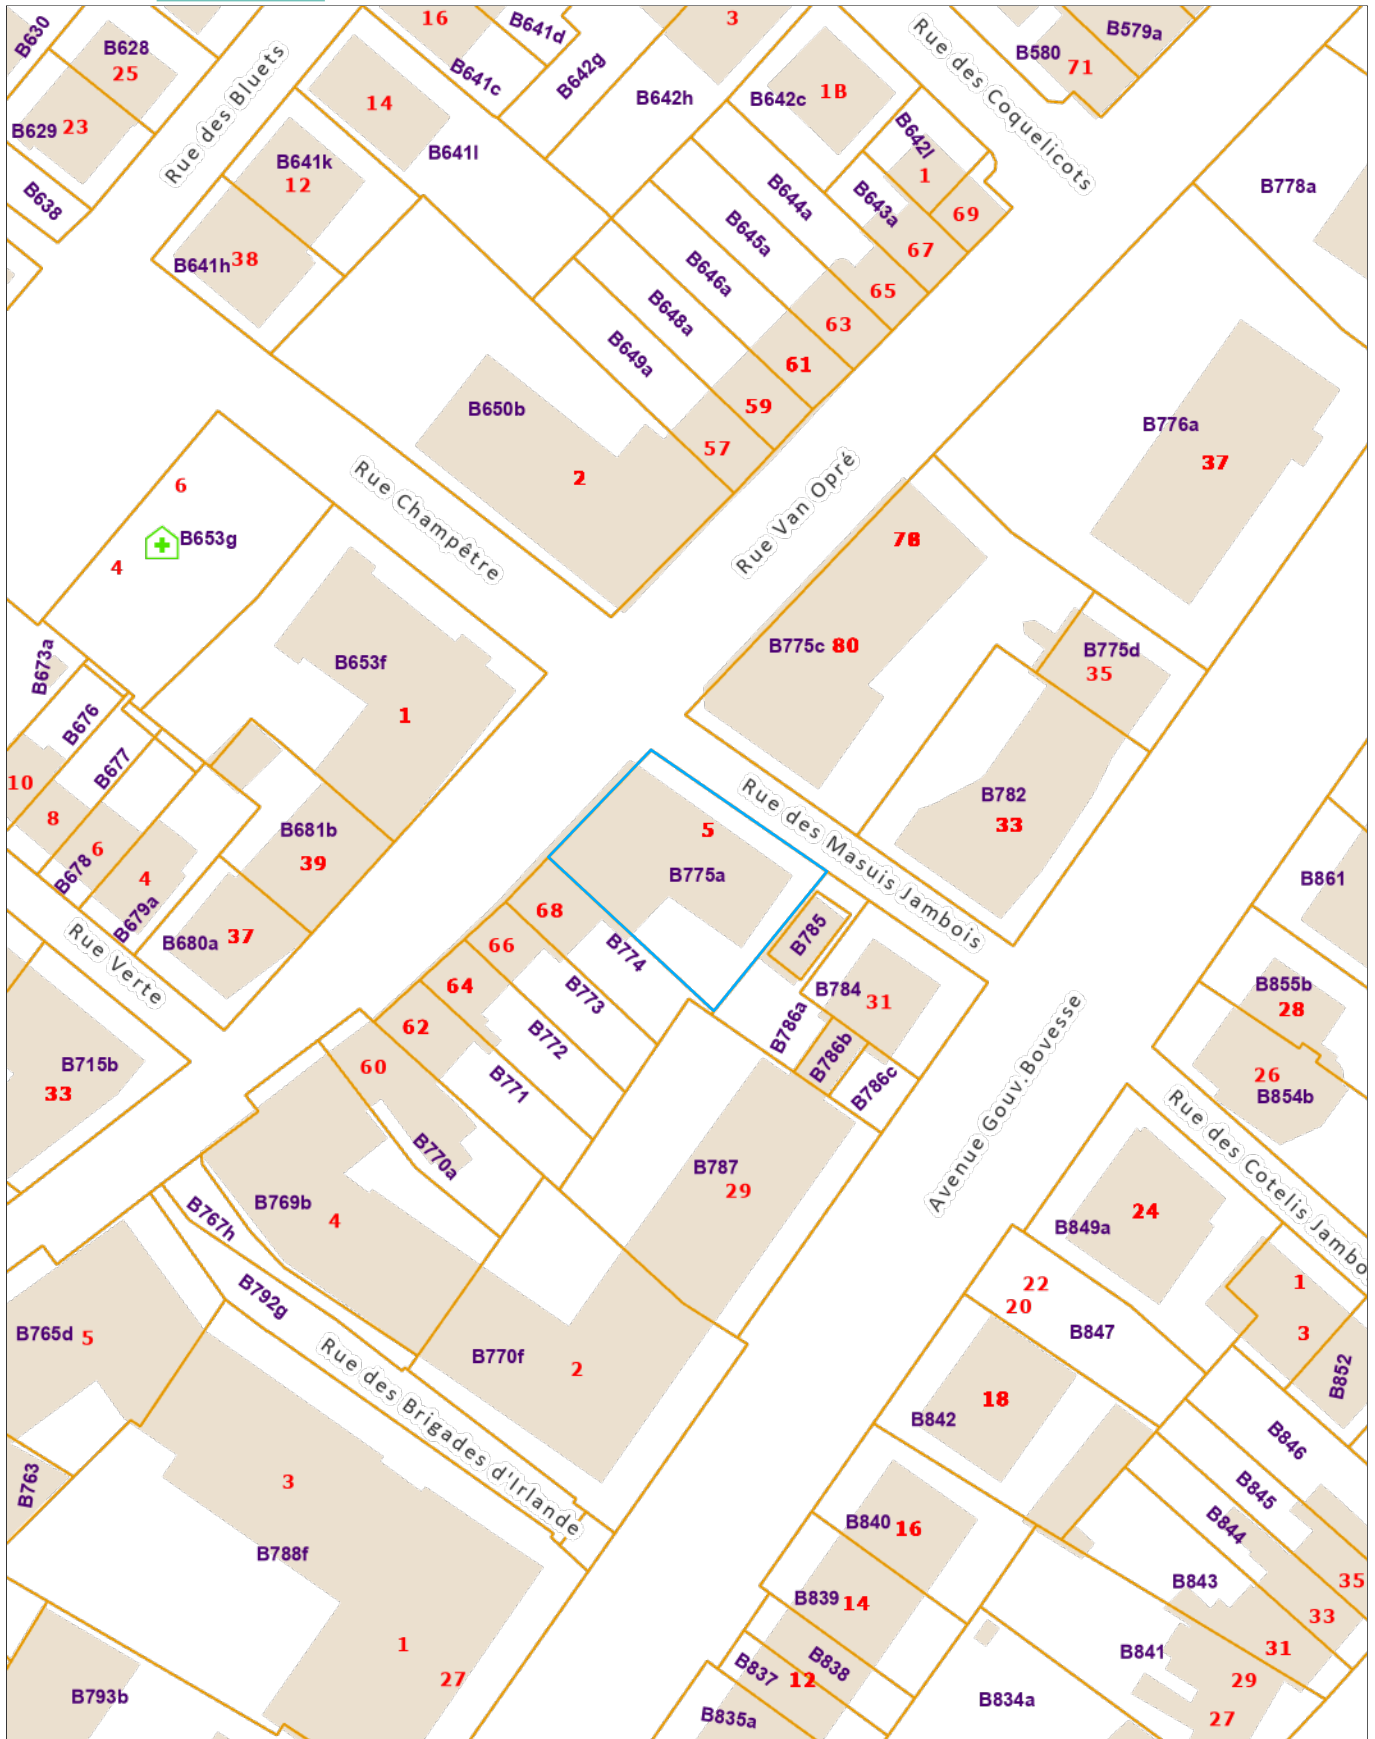 16
3
B630
B628
25
B641d
B579a
B580
71
B641c
B642g
Rue des Bluets
Rue des Coquelicots
14
B642h
B642c
1B
B629
23
B642l
B641l
B641k
12
1
B778a
B638
B644a
B643a
69
B645a
67
B641h
38
B646a
65
B648a
63
B649a
61
B650b
59
B776a
57
37
2
6
Rue Champêtre
Rue Van Opré
B653g
4
B673a
B653f
B775c
80
B775d
35
1
B676
B677
10
8
B782
33
5
Rue des Masuis Jambois
B681b
39
6
B678
4
B775a
B861
B679a
68
B680a
37
66
B774
B785
Rue Verte
64
B773
B784
31
B855b
28
62
B772
B786a
Avenue Gouv. Bovesse
B715b
33
60
B771
B786b
B786c
26
B854b
B770a
B787
29
Rue des Cotelis Jambo
B769b
4
B767h
B849a
24
B792g
22
20
1
B765d
5
B847
3
B770f
2
B852
Rue des Brigades d'Irlande
18
B842
B846
B763
3
B845
B844
B840
16
B788f
B843
35
B839
14
33
1
31
27
B841
B838
B837
12
29
B793b
B834a
B835a
27